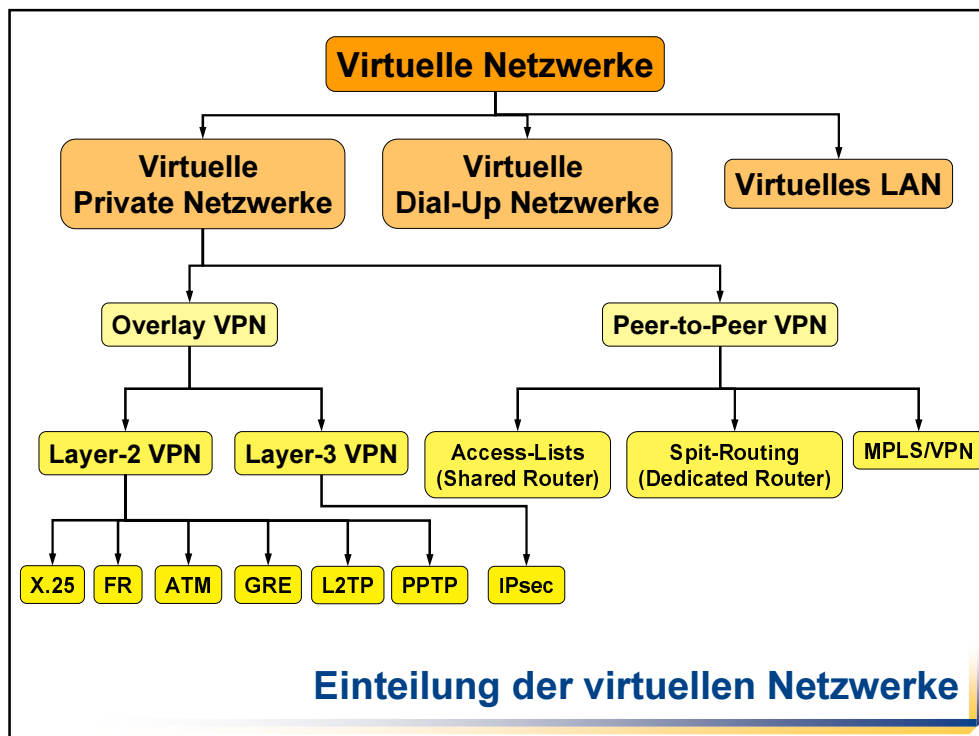 Virtuelle Netzwerke
Virtuelle
Private Netzwerke
Virtuelle
Dial-Up Netzwerke
Virtuelles LAN
Overlay VPN
Peer-to-Peer VPN
Layer-2 VPN
Layer-3 VPN
Access-Lists
(Shared Router)
Spit-Routing
(Dedicated Router)
MPLS/VPN
X.25
FR
ATM
GRE
L2TP
PPTP
IPsec
Einteilung der virtuellen Netzwerke